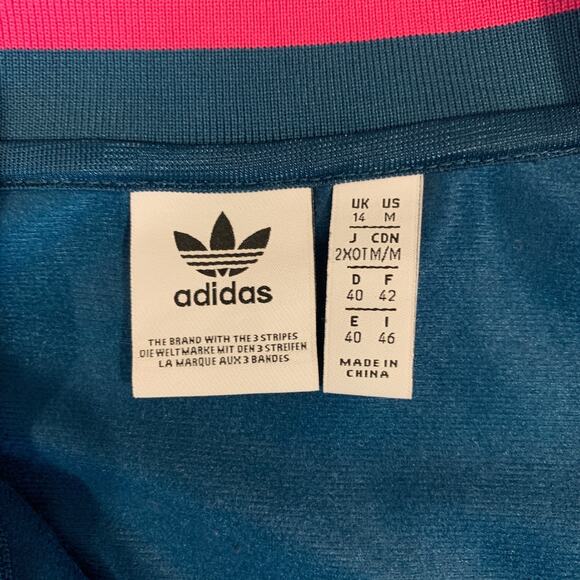 adidas
THE BRAND WITH THE 3 STRIPES
DIE WELTMARKE MIT DEN 3 STREIFEN
LA MARQUE AUX 3 BANDES
UK US
14 M
J CDN
2XOT M/M
D F
40 42
E I
40 46
MADE IN
CHINA